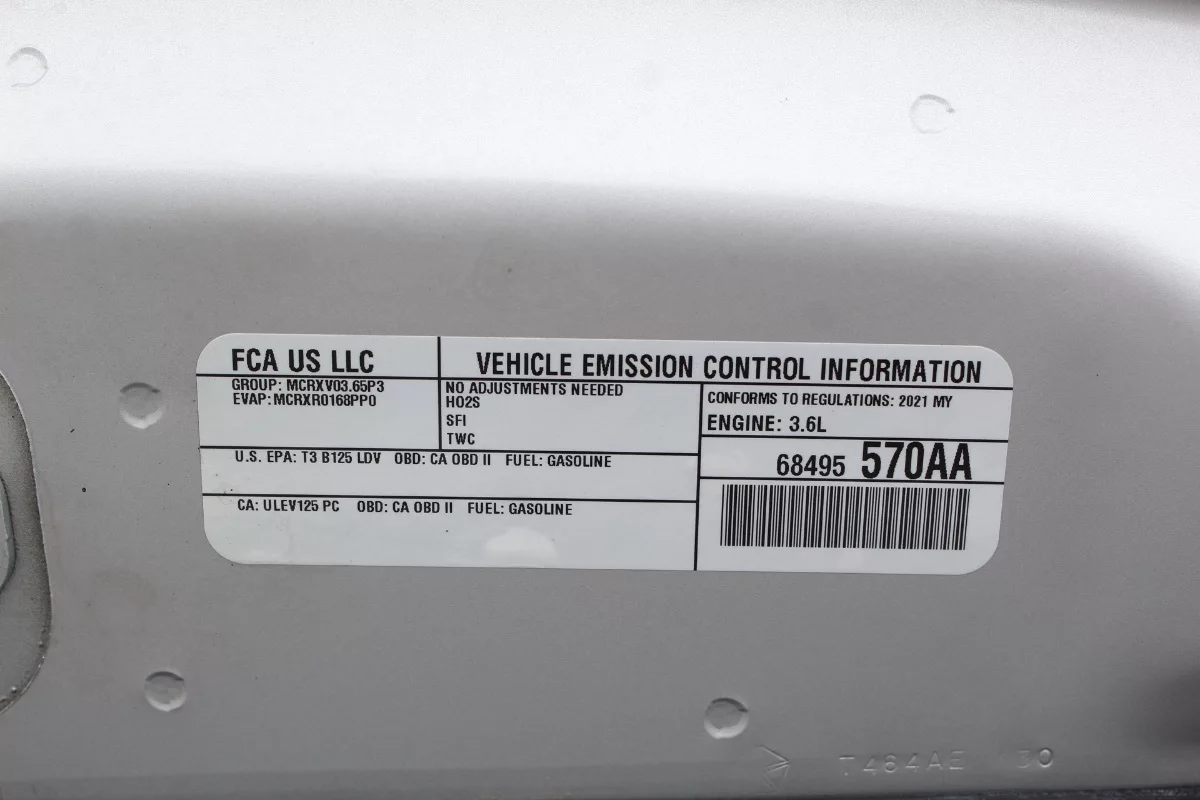 FCA US LLC
VEHICLE EMISSION CONTROL INFORMATION
GROUP: MCRXV03.65P3
EVAP:MCRXR0168PP0
NO ADJUSTMENTS NEEDED
HO2S
SFI
TWC
CONFORMS TO REGULATIONS: 2021 MY
ENGINE: 3.6L
68495 570AA
U.S. EPA: T3 B125 LDV OBD: CA OBD II FUEL: GASOLINE
CA: ULEV125 PC OBD: CA OBD II FUEL: GASOLINE
T464AE 30